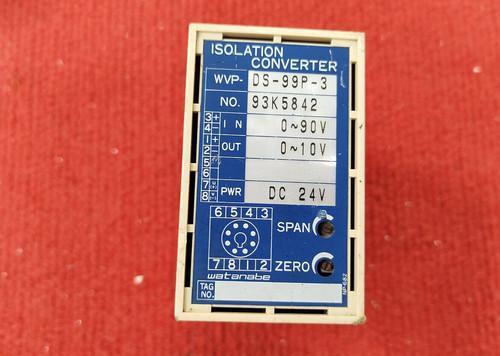 ISOLATION
CONVERTER
WVP- DS-99P-3
NO. 93K5842
3 + IN 0~90V
4 -
1 + OUT 0~10V
2 -
5
6
7 PWR DC 24V
8
6 5 4 3
SPAN
7 8 1 2 ZERO
watanabe
TAG
NO.